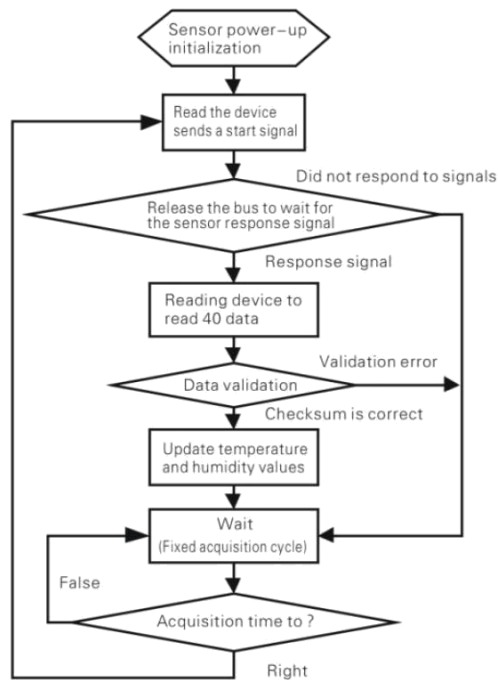 Sensor power-up
initialization
Read the device
sends a start signal
Did not respond to signals
Release the bus to wait for
the sensor response signal
Response signal
Reading device to
read 40 data
Validation error
Data validation
Checksum is correct
Update temperature
and humidity values
Wait
(Fixed acquisition cycle)
False
Acquisition time to ?
Right